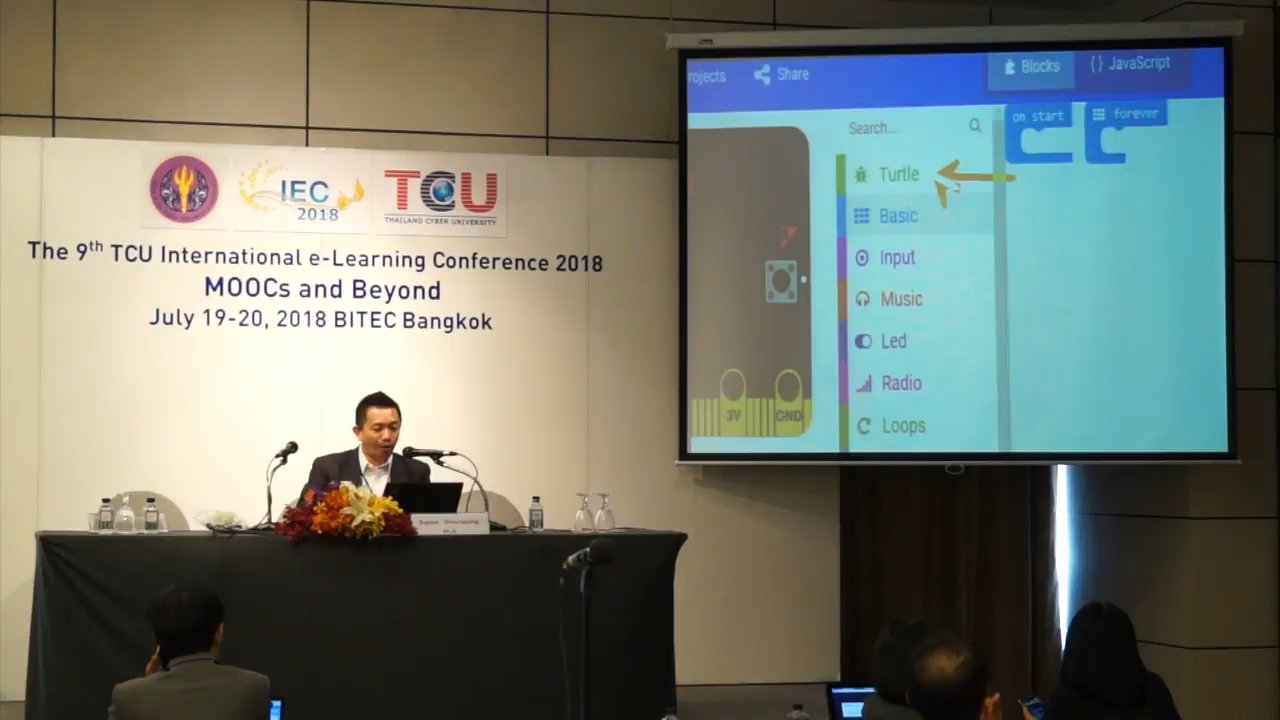 IEC
2018
TCU
THAILAND CYBER UNIVERSITY
The 9th TCU International e-Learning Conference 2018
MOOCs and Beyond
July 19-20, 2018 BITEC Bangkok
rojects
Share
Blocks
{} JavaScript
Search...
on start
forever
Turtle
Basic
Input
Music
Led
Radio
Loops
3V
GND